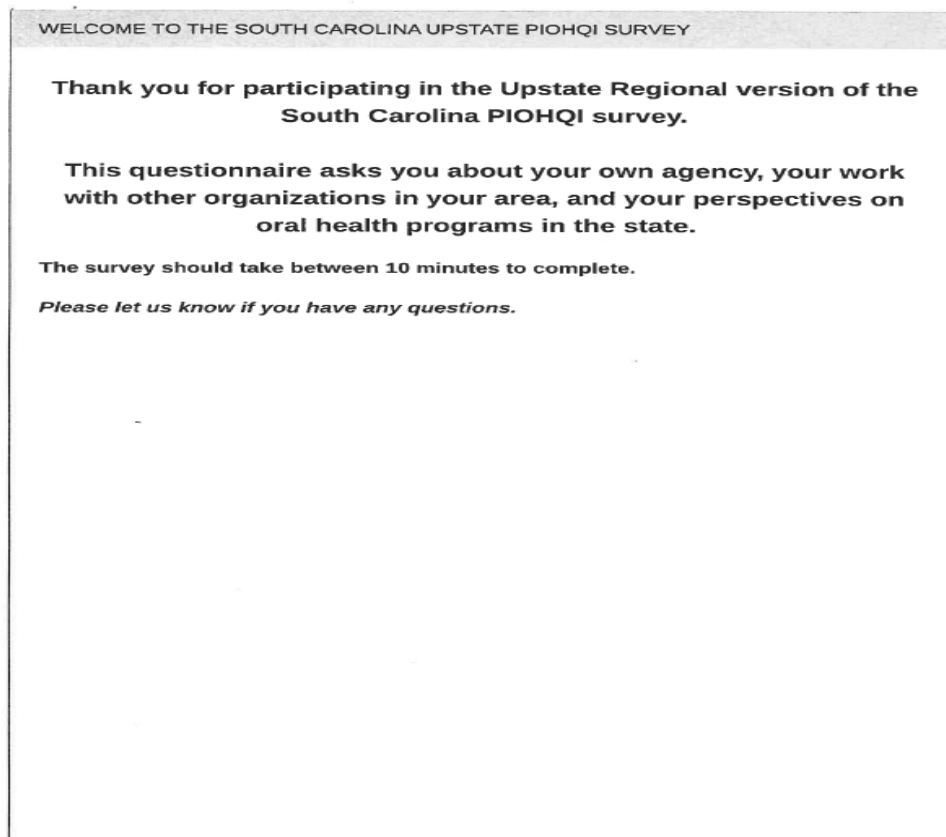 WELCOME TO THE SOUTH CAROLINA UPSTATE PIOHQI SURVEY
Thank you for participating in the Upstate Regional version of the
South Carolina PIOHQI survey.
This questionnaire asks you about your own agency, your work
with other organizations in your area, and your perspectives on
oral health programs in the state.
The survey should take between 10 minutes to complete.
Please let us know if you have any questions.